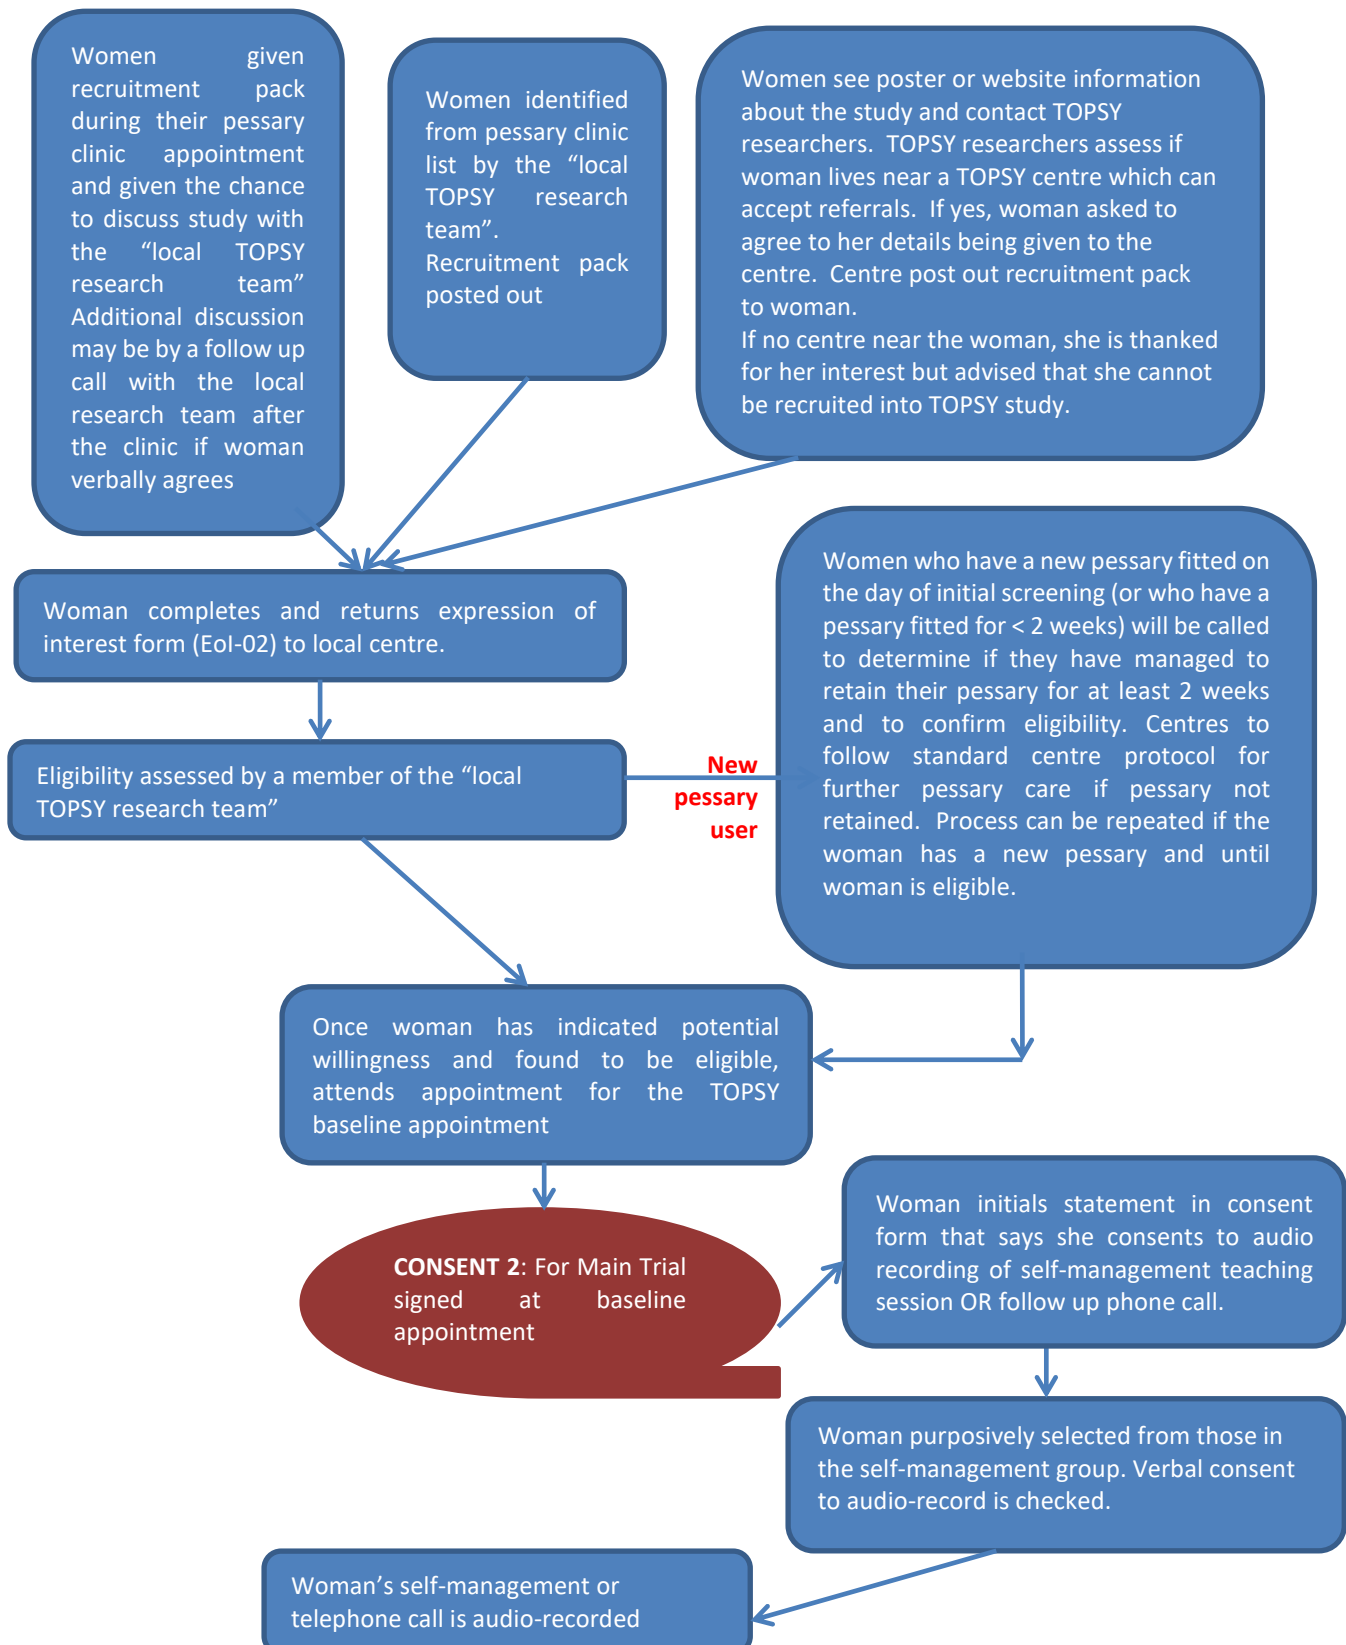 Women given
recruitment pack
during their pessary
clinic appointment
and given the chance
to discuss study with
the “local TOPSY
research team”
Additional discussion
may be by a follow up
call with the local
research team after
the clinic if woman
verbally agrees
Women identified
from pessary clinic
list by the “local
TOPSY research
team”.
Recruitment pack
posted out
Women see poster or website information
about the study and contact TOPSY
researchers. TOPSY researchers assess if
woman lives near a TOPSY centre which can
accept referrals. If yes, woman asked to
agree to her details being given to the
centre. Centre post out recruitment pack
to woman.
If no centre near the woman, she is thanked
for her interest but advised that she cannot
be recruited into TOPSY study.
Woman completes and returns expression of
interest form (EoI-02) to local centre.
Eligibility assessed by a member of the “local
TOPSY research team”
New
pessary
user
Women who have a new pessary fitted on
the day of initial screening (or who have a
pessary fitted for < 2 weeks) will be called
to determine if they have managed to
retain their pessary for at least 2 weeks
and to confirm eligibility. Centres to
follow standard centre protocol for
further pessary care if pessary not
retained. Process can be repeated if the
woman has a new pessary and until
woman is eligible.
Once woman has indicated potential
willingness and found to be eligible,
attends appointment for the TOPSY
baseline appointment
CONSENT 2: For Main Trial
signed at baseline
appointment
Woman initials statement in consent
form that says she consents to audio
recording of self-management teaching
session OR follow up phone call.
Woman purposively selected from those in
the self-management group. Verbal consent
to audio-record is checked.
Woman’s self-management or
telephone call is audio-recorded